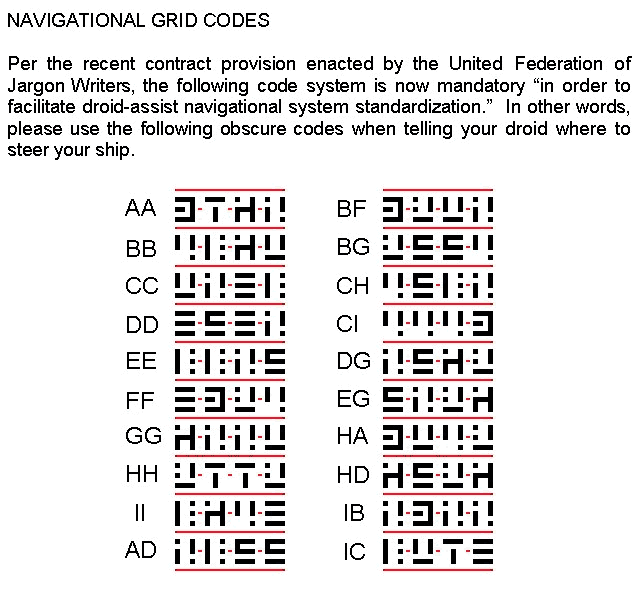 NAVIGATIONAL GRID CODES
Per the recent contract provision enacted by the United Federation of
Jargon Writers, the following code system is now mandatory “in order to
facilitate droid-assist navigational system standardization.” In other words,
please use the following obscure codes when telling your droid where to
steer your ship.
AA BF
BB BG
CC CH
DD CI
EE DG
FF EG
GG HA
HH HD
II IB
AD IC